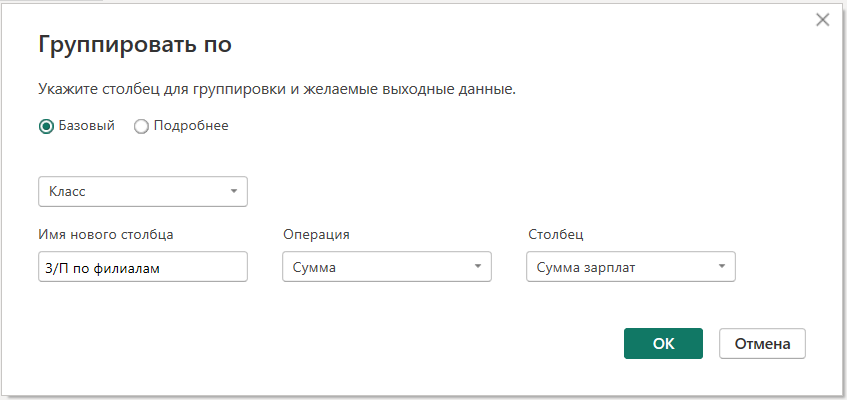 Группировать по
Укажите столбец для группировки и желаемые выходные данные.
Базовый Подробнее
Класс
Имя нового столбца Операция Столбец
З/П по филиалам Сумма Сумма зарплат
ОК Отмена